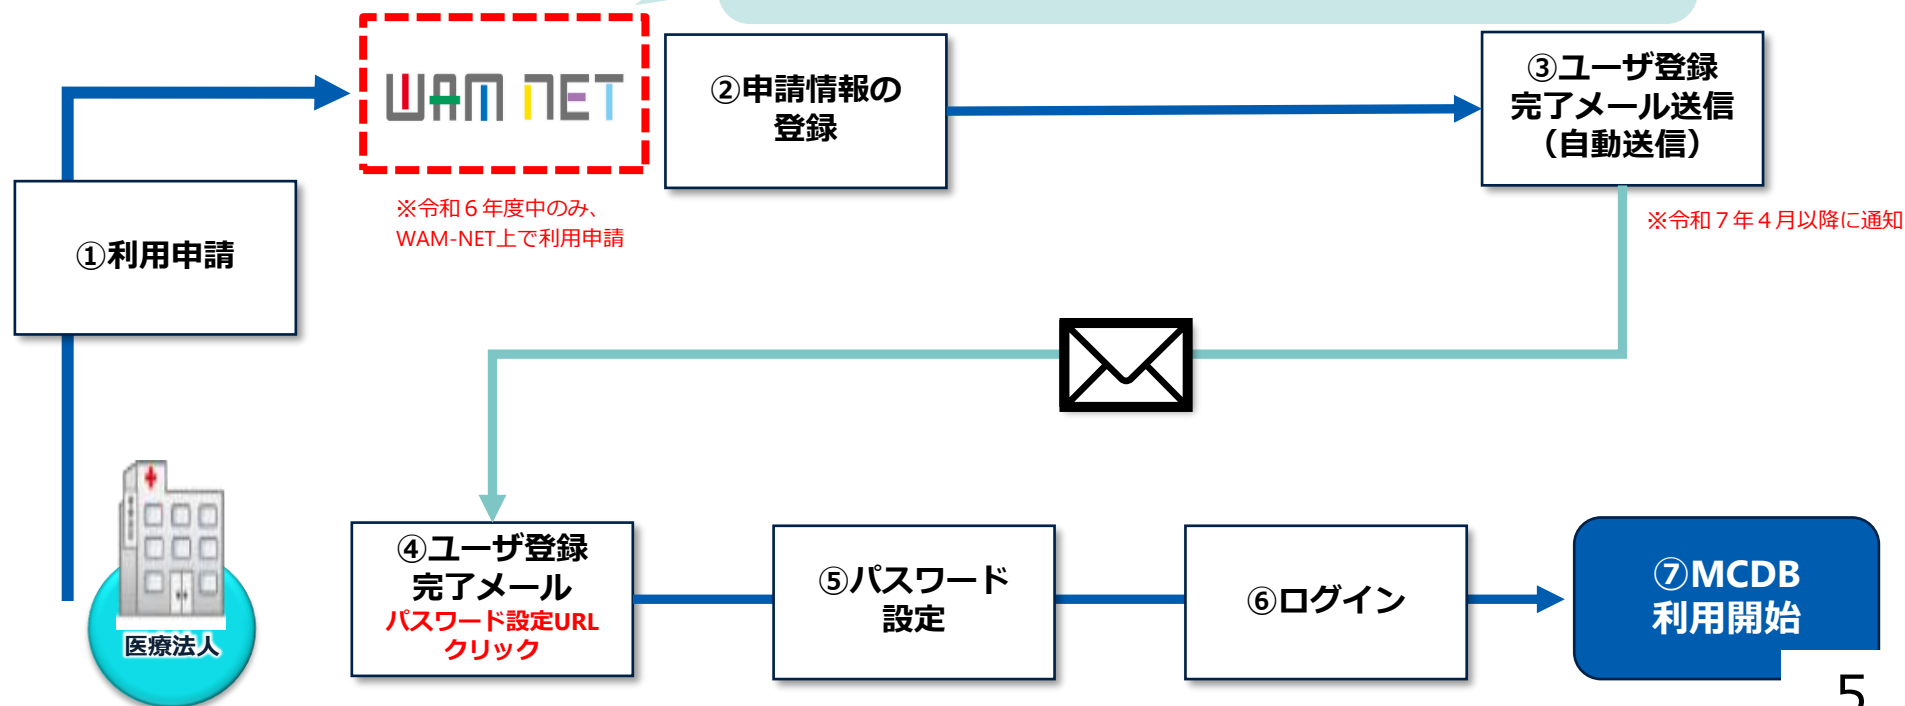 WAM NET
②申請情報の
登録
③ユーザ登録
完了メール送信
（自動送信）
※令和６年度中のみ、
WAM-NET上で利用申請
※令和７年４月以降に通知
①利用申請
医療法人
④ユーザ登録
完了メール
パスワード設定URL
クリック
⑤パスワード
設定
⑥ログイン
⑦MCDB
利用開始
5